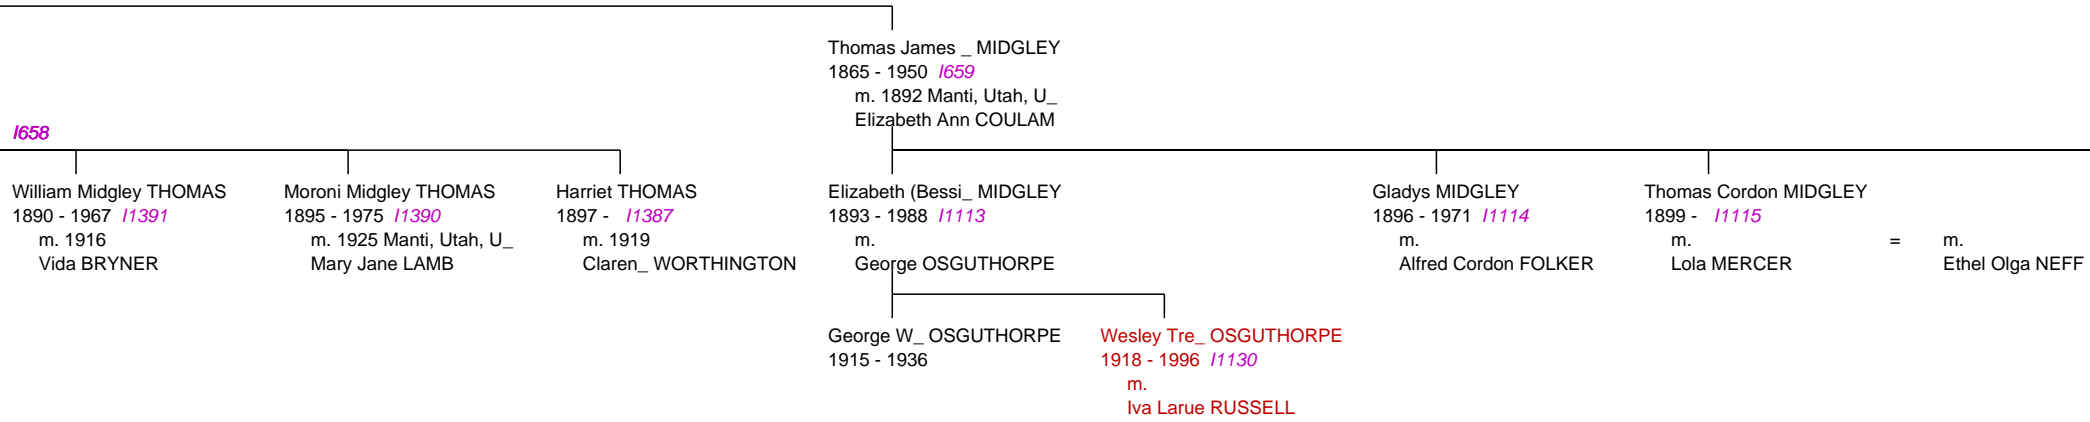 Thomas James _ MIDGLEY
1865 - 1950 I659
m. 1892 Manti, Utah, U_
Elizabeth Ann COULAM
I658
William Midgley THOMAS
1890 - 1967 I1391
m. 1916
Vida BRYNER
Moroni Midgley THOMAS
1895 - 1975 I1390
m. 1925 Manti, Utah, U_
Mary Jane LAMB
Harriet THOMAS
1897 - I1387
m. 1919
Claren_ WORTHINGTON
Elizabeth (Bessi_ MIDGLEY
1893 - 1988 I1113
m.
George OSGUTHORPE
Gladys MIDGLEY
1896 - 1971 I1114
m.
Alfred Cordon FOLKER
Thomas Cordon MIDGLEY
1899 - I1115
m.
Lola MERCER
= m.
Ethel Olga NEFF
George W_ OSGUTHORPE
1915 - 1936
Wesley Tre_ OSGUTHORPE
1918 - 1996 I1130
m.
Iva Larue RUSSELL